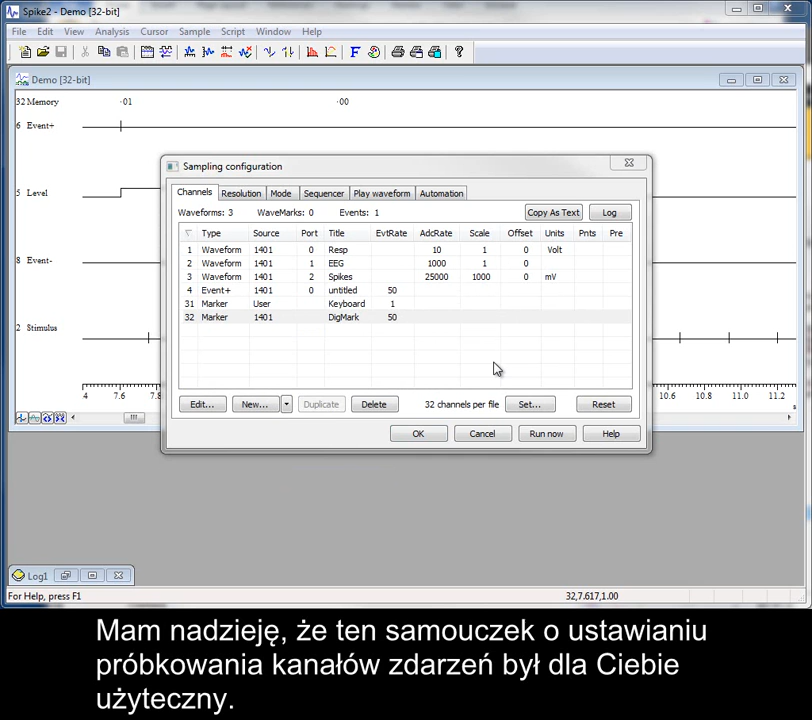 Spike2 - Demo [32-bit]
File Edit View Analysis Cursor Sample Script Window Help
Demo [32-bit]
32 Memory 01 00
6 Event+
5 Level
8 Event-
2 Stimulus
4 7.6 7.8 10.6 10.8 11.0 11.2
s
Sampling configuration
Channels Resolution Mode Sequencer Play waveform Automation
Waveforms: 3 WaveMarks: 0 Events: 1 Copy As Text Log
Type Source Port Title EvtRate AdcRate Scale Offset Units Pnts Pre
1 Waveform 1401 0 Resp 10 1 0 Volt
2 Waveform 1401 1 EEG 1000 1 0
3 Waveform 1401 2 Spikes 25000 1000 0 mV
4 Event+ 1401 0 untitled 50
31 Marker User Keyboard 1
32 Marker 1401 DigMark 50
Edit... New... Duplicate Delete 32 channels per file Set... Reset
OK Cancel Run now Help
Log1
For Help, press F1 32,7.617,1.00
Mam nadzieję, że ten samouczek o ustawianiu
próbkowania kanałów zdarzeń był dla Ciebie
użyteczny.